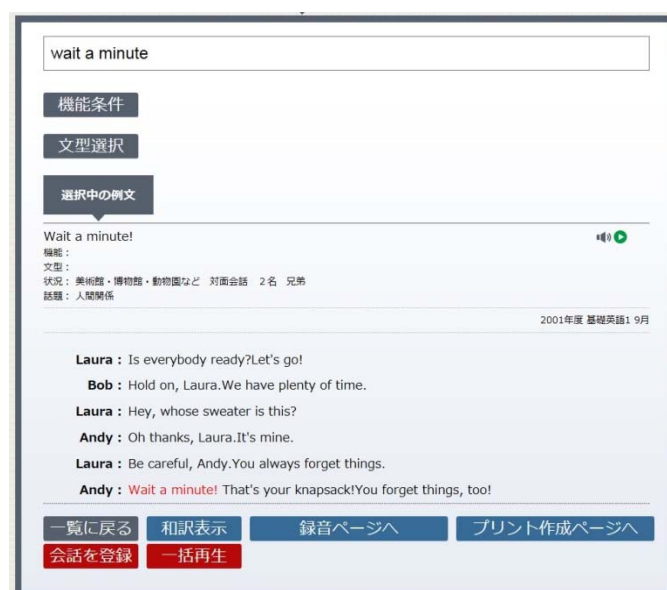 wait a minute
機能条件
文型選択
選択中の例文
Wait a minute!
機能：
文型：
状況： 美術館・博物館・動物園など　対面会話　2名　兄弟
話題： 人間関係
2001年度 基礎英語1 9月
Laura : Is everybody ready?Let's go!
Bob : Hold on, Laura.We have plenty of time.
Laura : Hey, whose sweater is this?
Andy : Oh thanks, Laura.It's mine.
Laura : Be careful, Andy.You always forget things.
Andy : Wait a minute! That's your knapsack!You forget things, too!
一覧に戻る 和訳表示 録音ページへ プリント作成ページへ
会話を登録 一括再生